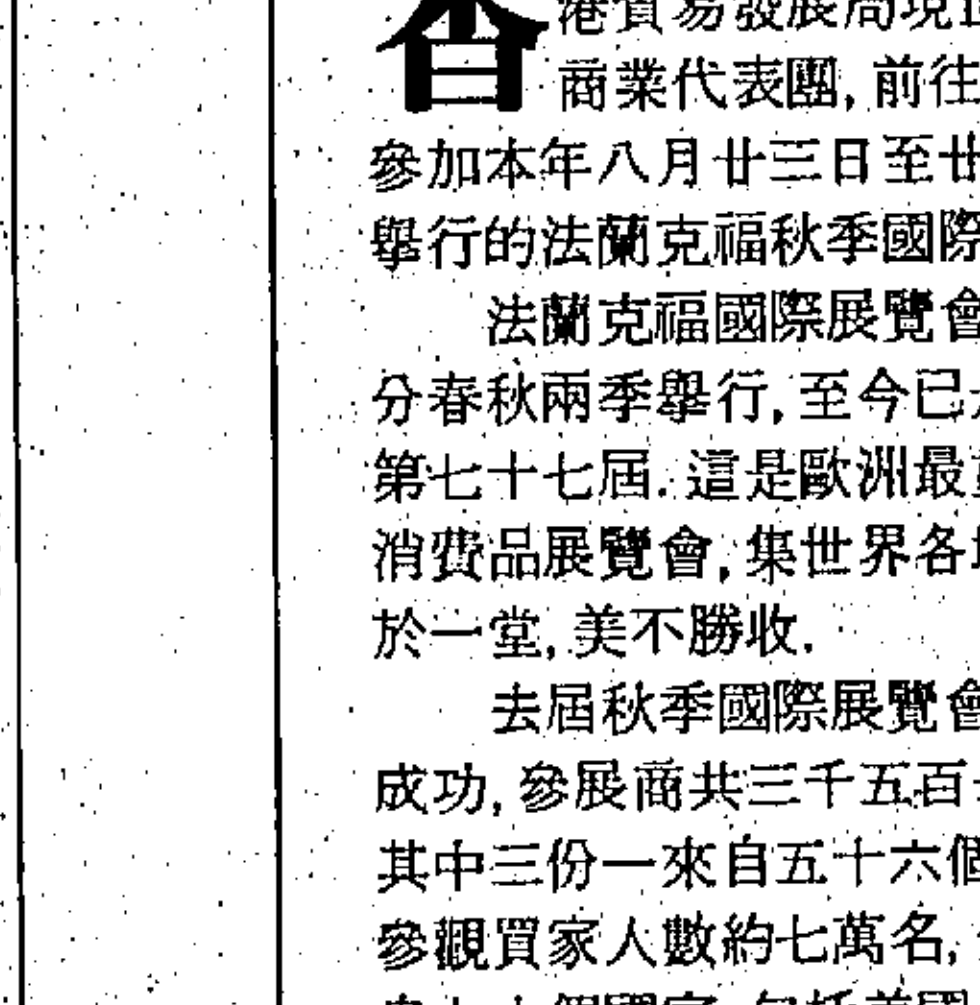 香港貿易發展局現
商業代表團,前往
參加本年八月廿三日至廿
舉行的法蘭克福秋季國際
法蘭克福國際展覽會
分春秋兩季舉行,至今已
第七十七屆.這是歐洲最
消費品展覽會,集世界各
於一堂,美不勝收.
去屆秋季國際展覽會
成功,參展商共三千五百
其中三份一來自五十六個
參觀買家人數約七萬名,
個國家